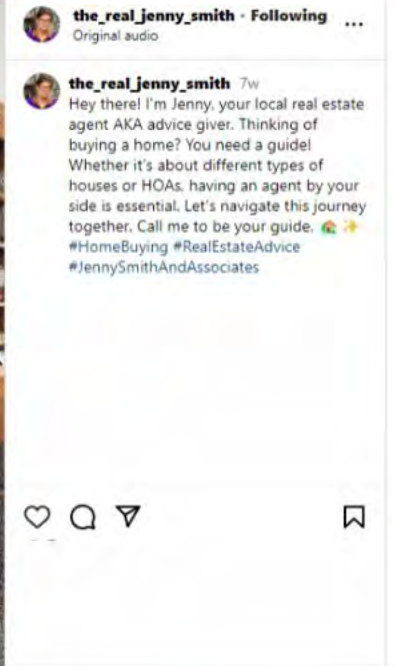 the_real_jenny_smith · Following
Original audio
the_real_jenny_smith 7w
Hey there! I'm Jenny, your local real estate
agent AKA advice giver. Thinking of
buying a home? You need a guide!
Whether it's about different types of
houses or HOAs, having an agent by your
side is essential. Let's navigate this journey
together. Call me to be your guide. 🏡 ✨
#HomeBuying #RealEstateAdvice
#JennySmithAndAssociates